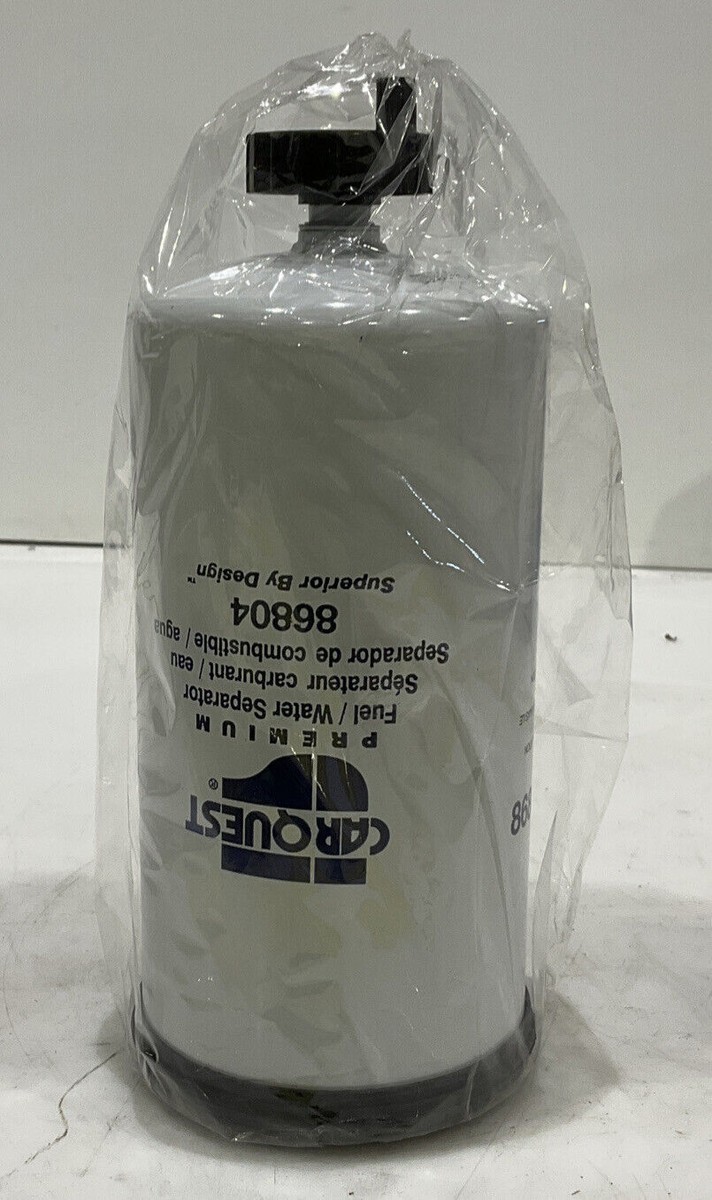 CARQUEST®
PREMIUM
Fuel / Water Separator
Séparateur carburant / eau
Separador de combustible / agua
86804
Superior By Design™